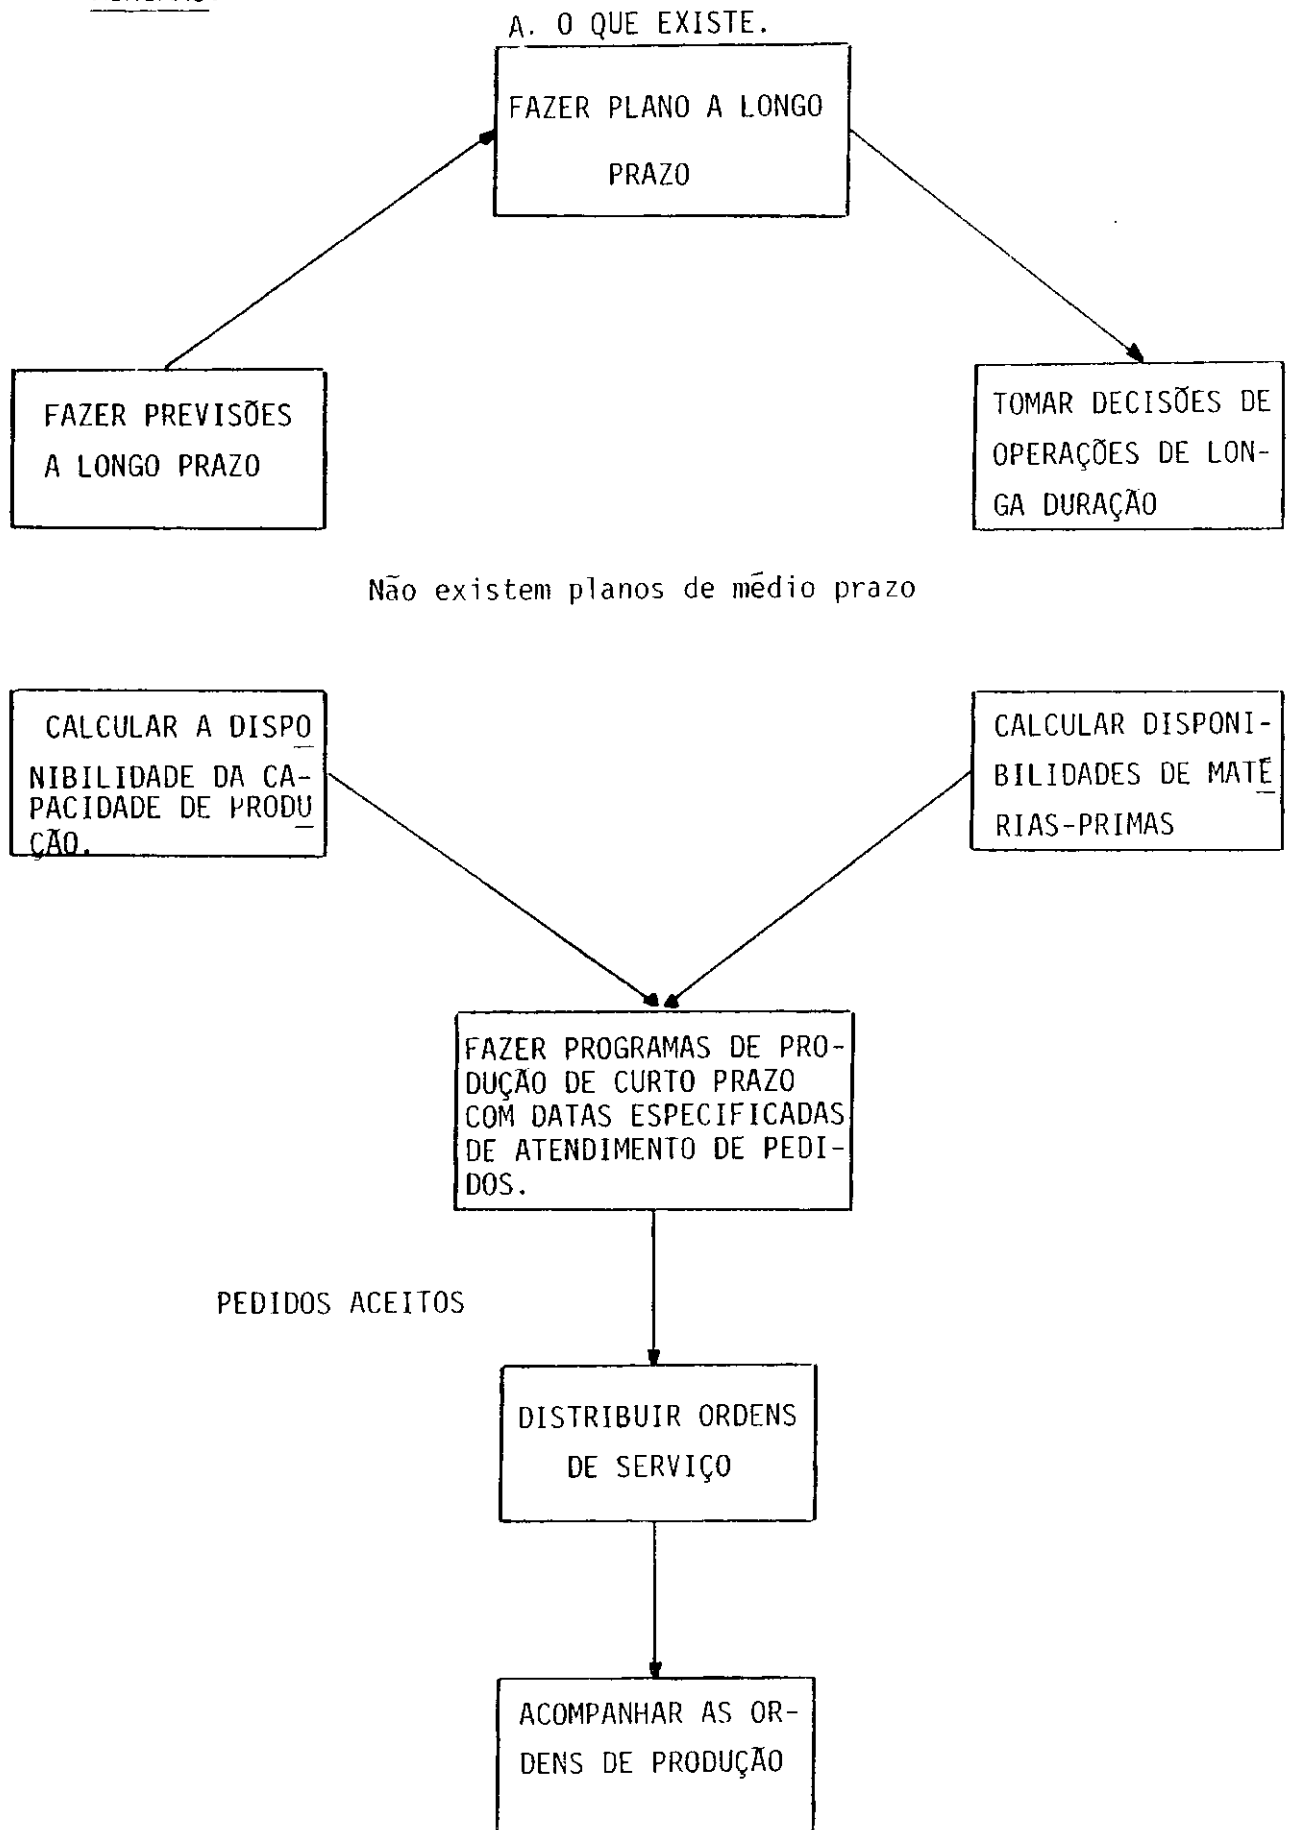 A. O QUE EXISTE.
FAZER PLANO A LONGO
PRAZO
FAZER PREVISÕES
A LONGO PRAZO
TOMAR DECISÕES DE
OPERAÇÕES DE LON-
GA DURAÇÃO
Não existem planos de médio prazo
CALCULAR A DISPO
NIBILIDADE DA CA-
PACIDADE DE PRODU
ÇÃO.
CALCULAR DISPONI-
BILIDADES DE MATÉ
RIAS-PRIMAS
FAZER PROGRAMAS DE PRO-
DUÇÃO DE CURTO PRAZO
COM DATAS ESPECIFICADAS
DE ATENDIMENTO DE PEDI-
DOS.
PEDIDOS ACEITOS
DISTRIBUIR ORDENS
DE SERVIÇO
ACOMPANHAR AS OR-
DENS DE PRODUÇÃO